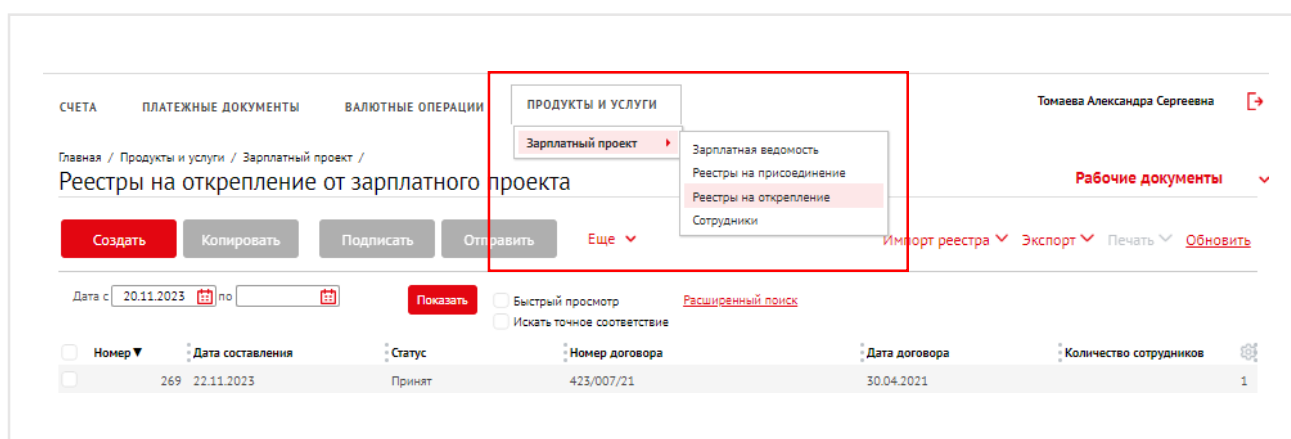 СЧЕТА ПЛАТЕЖНЫЕ ДОКУМЕНТЫ ВАЛЮТНЫЕ ОПЕРАЦИИ ПРОДУКТЫ И УСЛУГИ Томаева Александра Сергеевна
Зарплатный проект
Зарплатная ведомость
Реестры на присоединение
Реестры на открепление
Сотрудники
Главная / Продукты и услуги / Зарплатный проект /
Реестры на открепление от зарплатного проекта Рабочие документы
Создать Копировать Подписать Отправить Еще Импорт реестра Экспорт Печать Обновить
Дата с 20.11.2023 по Показать Быстрый просмотр Расширенный поиск
Искать точное соответствие
Номер▼ Дата составления Статус Номер договора Дата договора Количество сотрудников
269 22.11.2023 Принят 423/007/21 30.04.2021 1